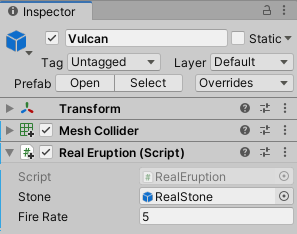 Inspector
Vulcan Static
Tag Untagged Layer Default
Prefab Open Select Overrides
Transform
Mesh Collider
Real Eruption (Script)
Script RealEruption
Stone RealStone
Fire Rate 5